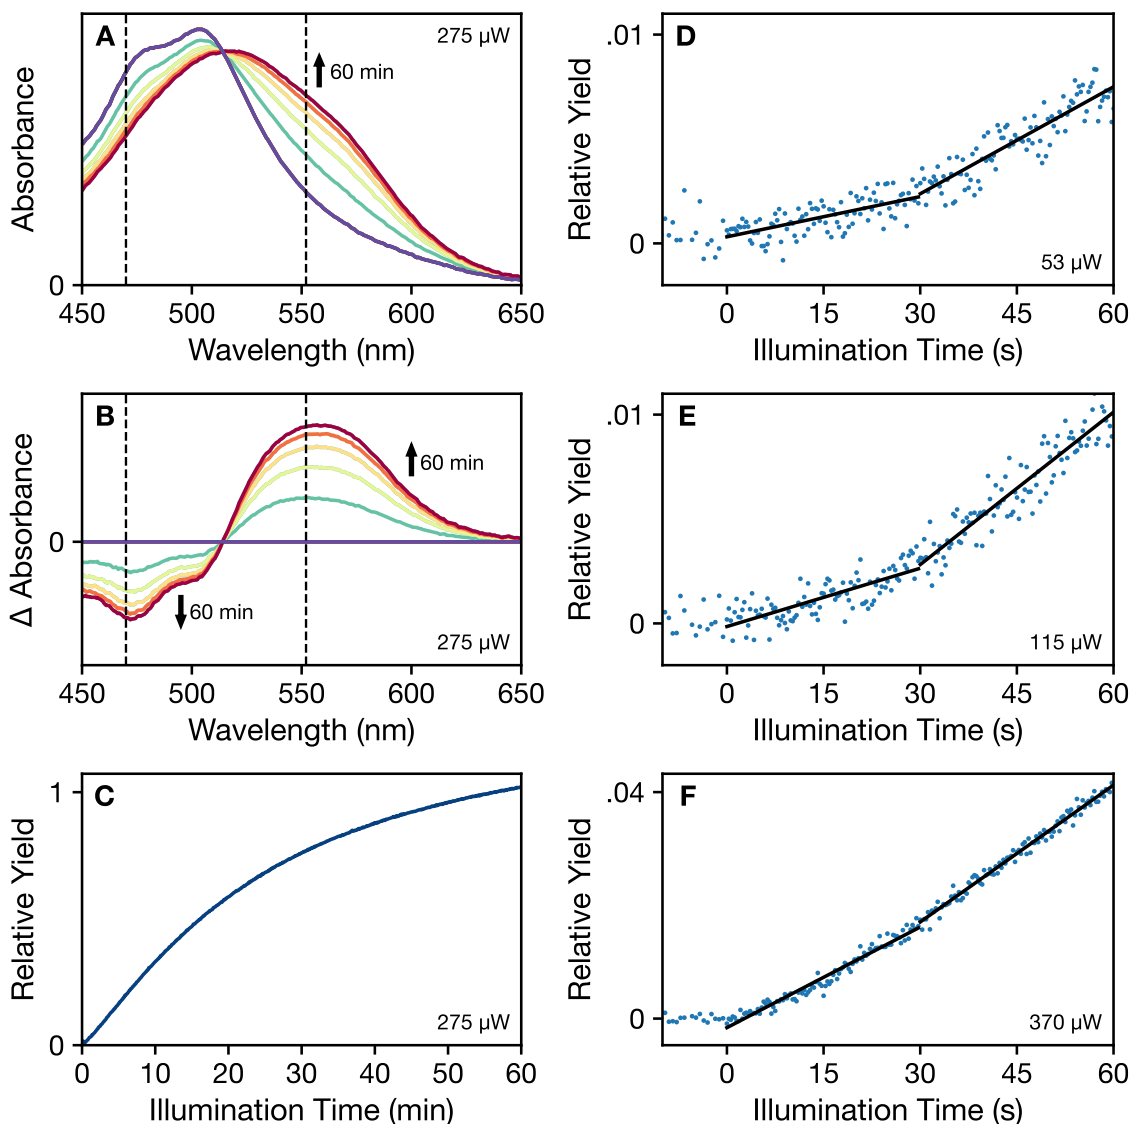 A
275 µW
60 min
Absorbance
0
450 500 550 600 650
Wavelength (nm)
B
60 min
60 min
275 µW
Δ Absorbance
0
450 500 550 600 650
Wavelength (nm)
C
275 µW
Relative Yield
1
0
0 10 20 30 40 50 60
Illumination Time (min)
D
53 µW
Relative Yield
.01
0
0 15 30 45 60
Illumination Time (s)
E
115 µW
Relative Yield
.01
0
0 15 30 45 60
Illumination Time (s)
F
370 µW
Relative Yield
.04
0
0 15 30 45 60
Illumination Time (s)